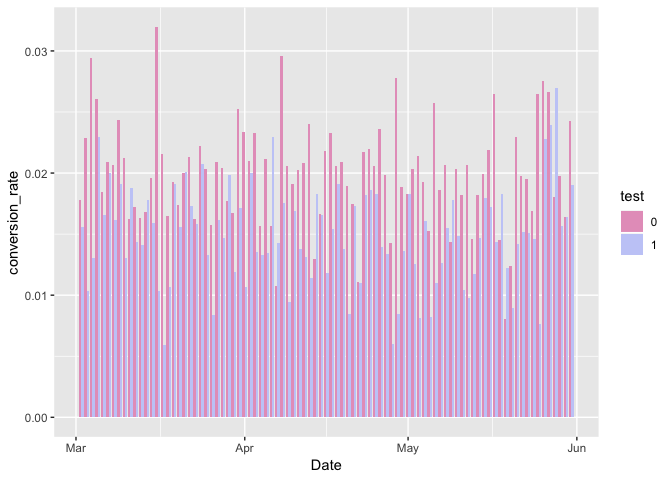 0.03
0.02
0.01
0.00
conversion_rate
Mar
Apr
May
Jun
Date
test
0
1